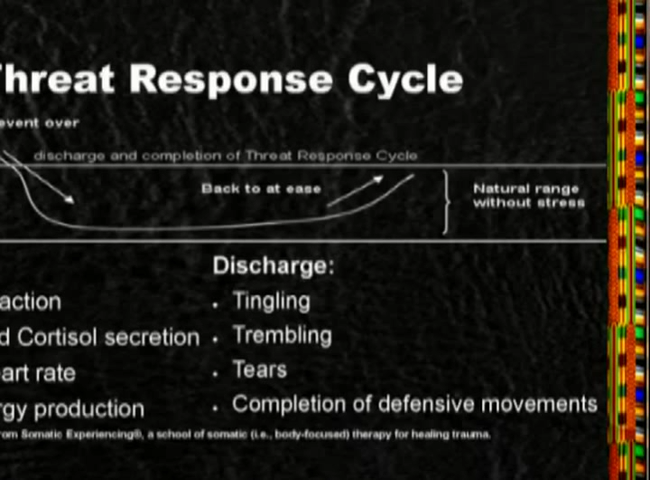 Threat Response Cycle
event over
discharge and completion of Threat Response Cycle
Back to at ease
Natural range
without stress
Discharge:
action
• Tingling
d Cortisol secretion
• Trembling
art rate
• Tears
rgy production
• Completion of defensive movements
om Somatic Experiencing®, a school of somatic (i.e., body-focused) therapy for healing trauma.